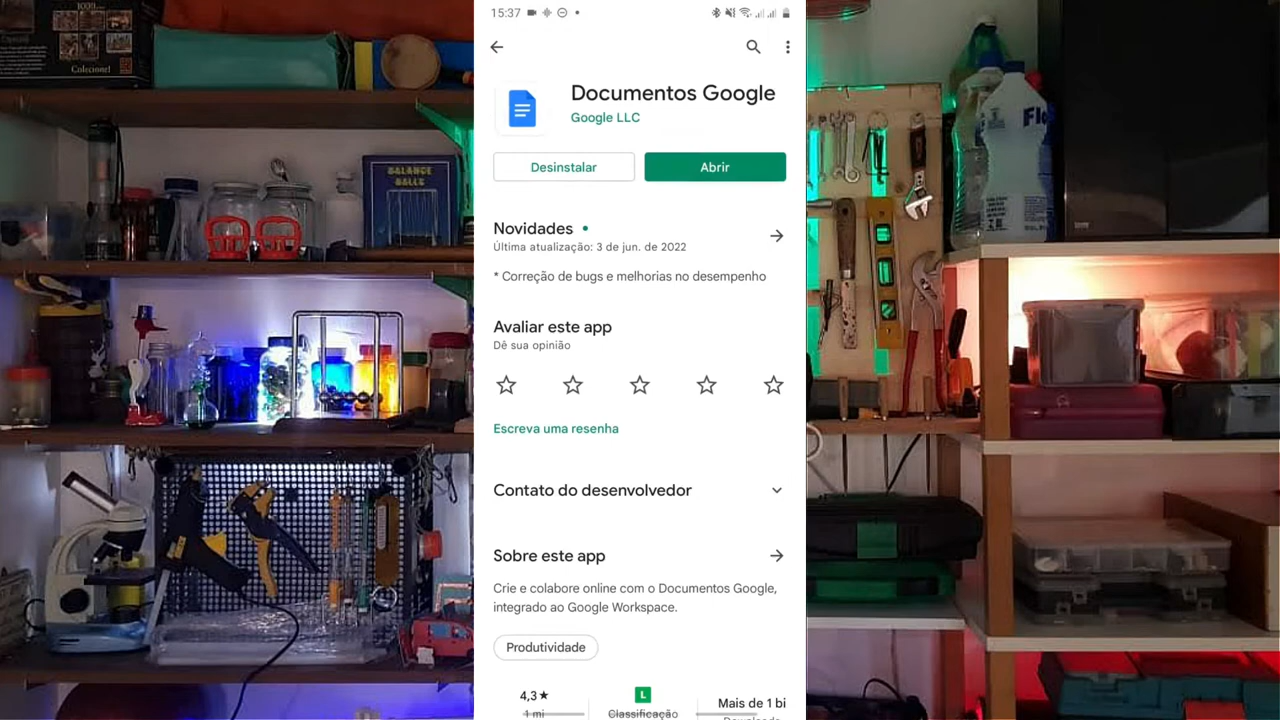 15:37
Documentos Google
Google LLC
Desinstalar
Abrir
Novidades
Última atualização: 3 de jun. de 2022
* Correção de bugs e melhorias no desempenho
Avaliar este app
Dê sua opinião
Escreva uma resenha
Contato do desenvolvedor
Sobre este app
Crie e colabore online com o Documentos Google,
integrado ao Google Workspace.
Produtividade
4,3★
L
Mais de 1 bi
1 mi
Classificação
Colecione!
BALANCE
BALLS